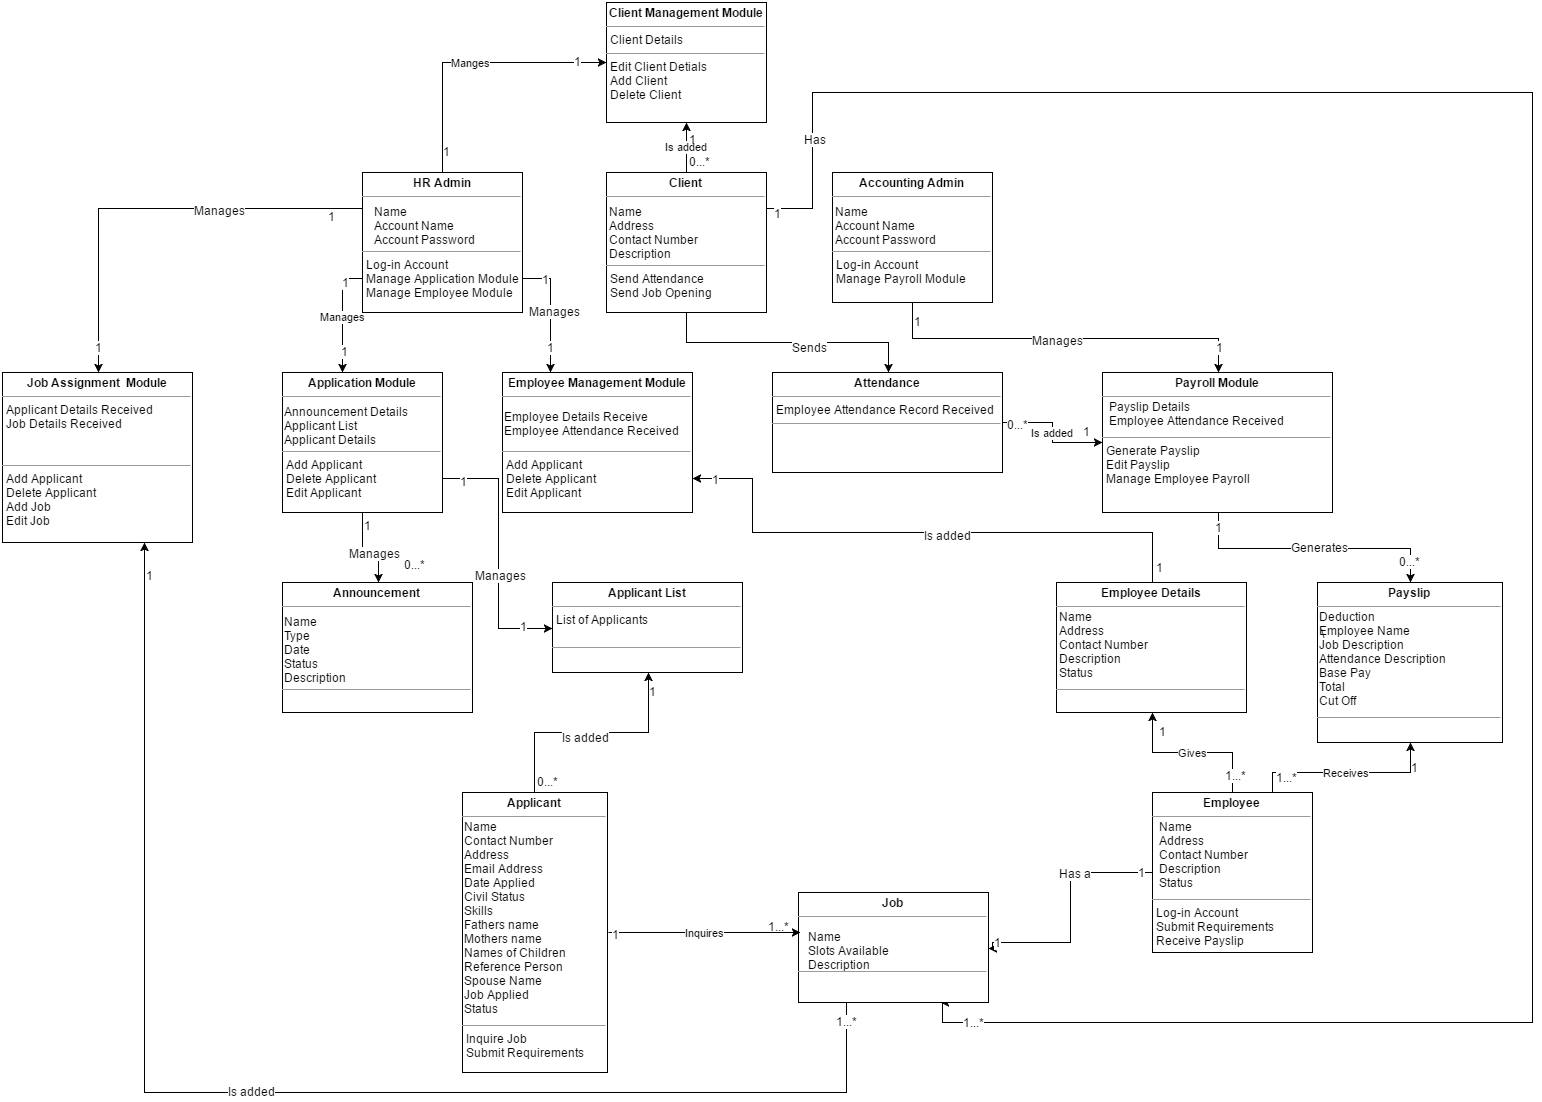 Client Management Module
Client Details
Edit Client Detials
Add Client
Delete Client
Manges
1
1
1
Is added
0...*
Has
HR Admin
Name
Account Name
Account Password
Log-in Account
Manage Application Module
Manage Employee Module
Client
Name
Address
Contact Number
Description
Send Attendance
Send Job Opening
1
Accounting Admin
Name
Account Name
Account Password
Log-in Account
Manage Payroll Module
Manages
1
1
1
Manages
1
1
Manages
1
Sends
1
Manages
1
Job Assignment  Module
Applicant Details Received
Job Details Received
Add Applicant
Delete Applicant
Add Job
Edit Job
Application Module
Announcement Details
Applicant List
Applicant Details
Add Applicant
Delete Applicant
Edit Applicant
Employee Management Module
Employee Details Receive
Employee Attendance Received
Add Applicant
Delete Applicant
Edit Applicant
Attendance
Employee Attendance Record Received
0...*
Is added
1
Payroll Module
Payslip Details
Employee Attendance Received
Generate Payslip
Edit Payslip
Manage Employee Payroll
1
1
1
Manages
0...*
Manages
1
Is added
1
1
Generates
0...*
1
Announcement
Name
Type
Date
Status
Description
Applicant List
List of Applicants
1
Is added
0...*
Employee Details
Name
Address
Contact Number
Description
Status
Payslip
Deduction
Employee Name
Job Description
Attendance Description
Base Pay
Total
Cut Off
1
Gives
1...*
1...*
Receives
1
Applicant
Name
Contact Number
Address
Email Address
Date Applied
Civil Status
Skills
Fathers name
Mothers name
Names of Children
Reference Person
Spouse Name
Job Applied
Status
Inquire Job
Submit Requirements
1
Inquires
1...*
Job
Name
Slots Available
Description
Has a
1
1
Employee
Name
Address
Contact Number
Description
Status
Log-in Account
Submit Requirements
Receive Payslip
1...*
1...*
Is added